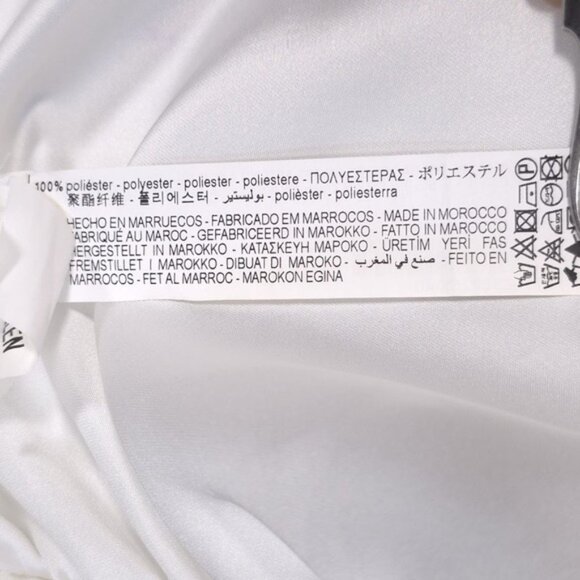 100% poliéster - polyester - poliester - poliestere - ΠΟΛΥΕΣΤΕΡΑΣ - ポリエステル
聚酯纤维 - 폴리에스터 - بوليستير - polièster - poliesterra
HECHO EN MARRUECOS - FABRICADO EM MARROCOS - MADE IN MOROCCO
FABRIQUÉ AU MAROC - GEFABRICEERD IN MAROKKO - FATTO IN MAROCCO
HERGESTELLT IN MAROKKO - ΚΑΤΑΣΚΕΥΗ ΜΑΡΟΚΟ - ÜRETİM YERİ FAS
FREMSTILLET I MAROKKO - DIBUAT DI MAROKO - صنع في المغرب - FEITO EN
MARROCOS - FET AL MARROC - MAROKON EGINA